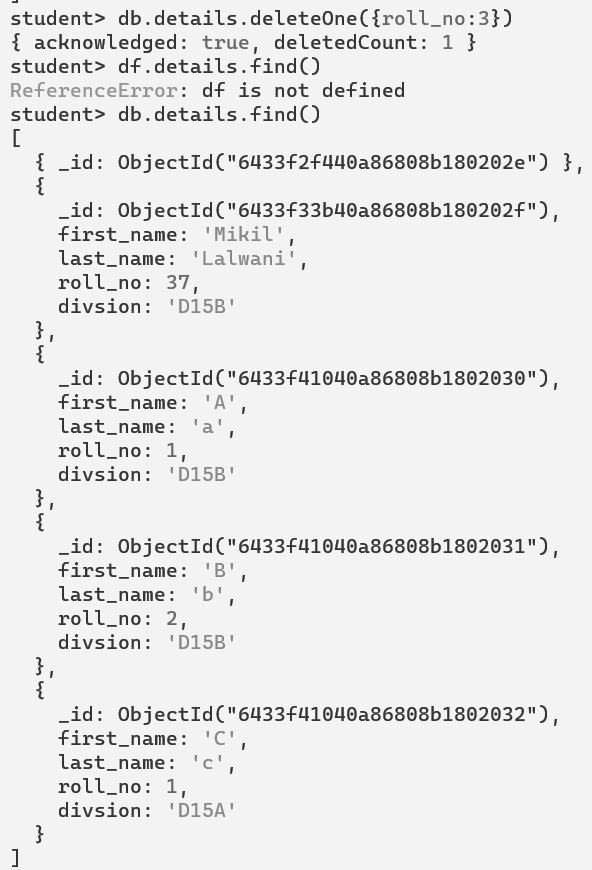 student> db.details.deleteOne({roll_no:3})
{ acknowledged: true, deletedCount: 1 }
student> df.details.find()
ReferenceError: df is not defined
student> db.details.find()
[
  { _id: ObjectId("6433f2f440a86808b180202e") },
  {
    _id: ObjectId("6433f33b40a86808b180202f"),
    first_name: 'Mikil',
    last_name: 'Lalwani',
    roll_no: 37,
    divsion: 'D15B'
  },
  {
    _id: ObjectId("6433f41040a86808b1802030"),
    first_name: 'A',
    last_name: 'a',
    roll_no: 1,
    divsion: 'D15B'
  },
  {
    _id: ObjectId("6433f41040a86808b1802031"),
    first_name: 'B',
    last_name: 'b',
    roll_no: 2,
    divsion: 'D15B'
  },
  {
    _id: ObjectId("6433f41040a86808b1802032"),
    first_name: 'C',
    last_name: 'c',
    roll_no: 1,
    divsion: 'D15A'
  }
]